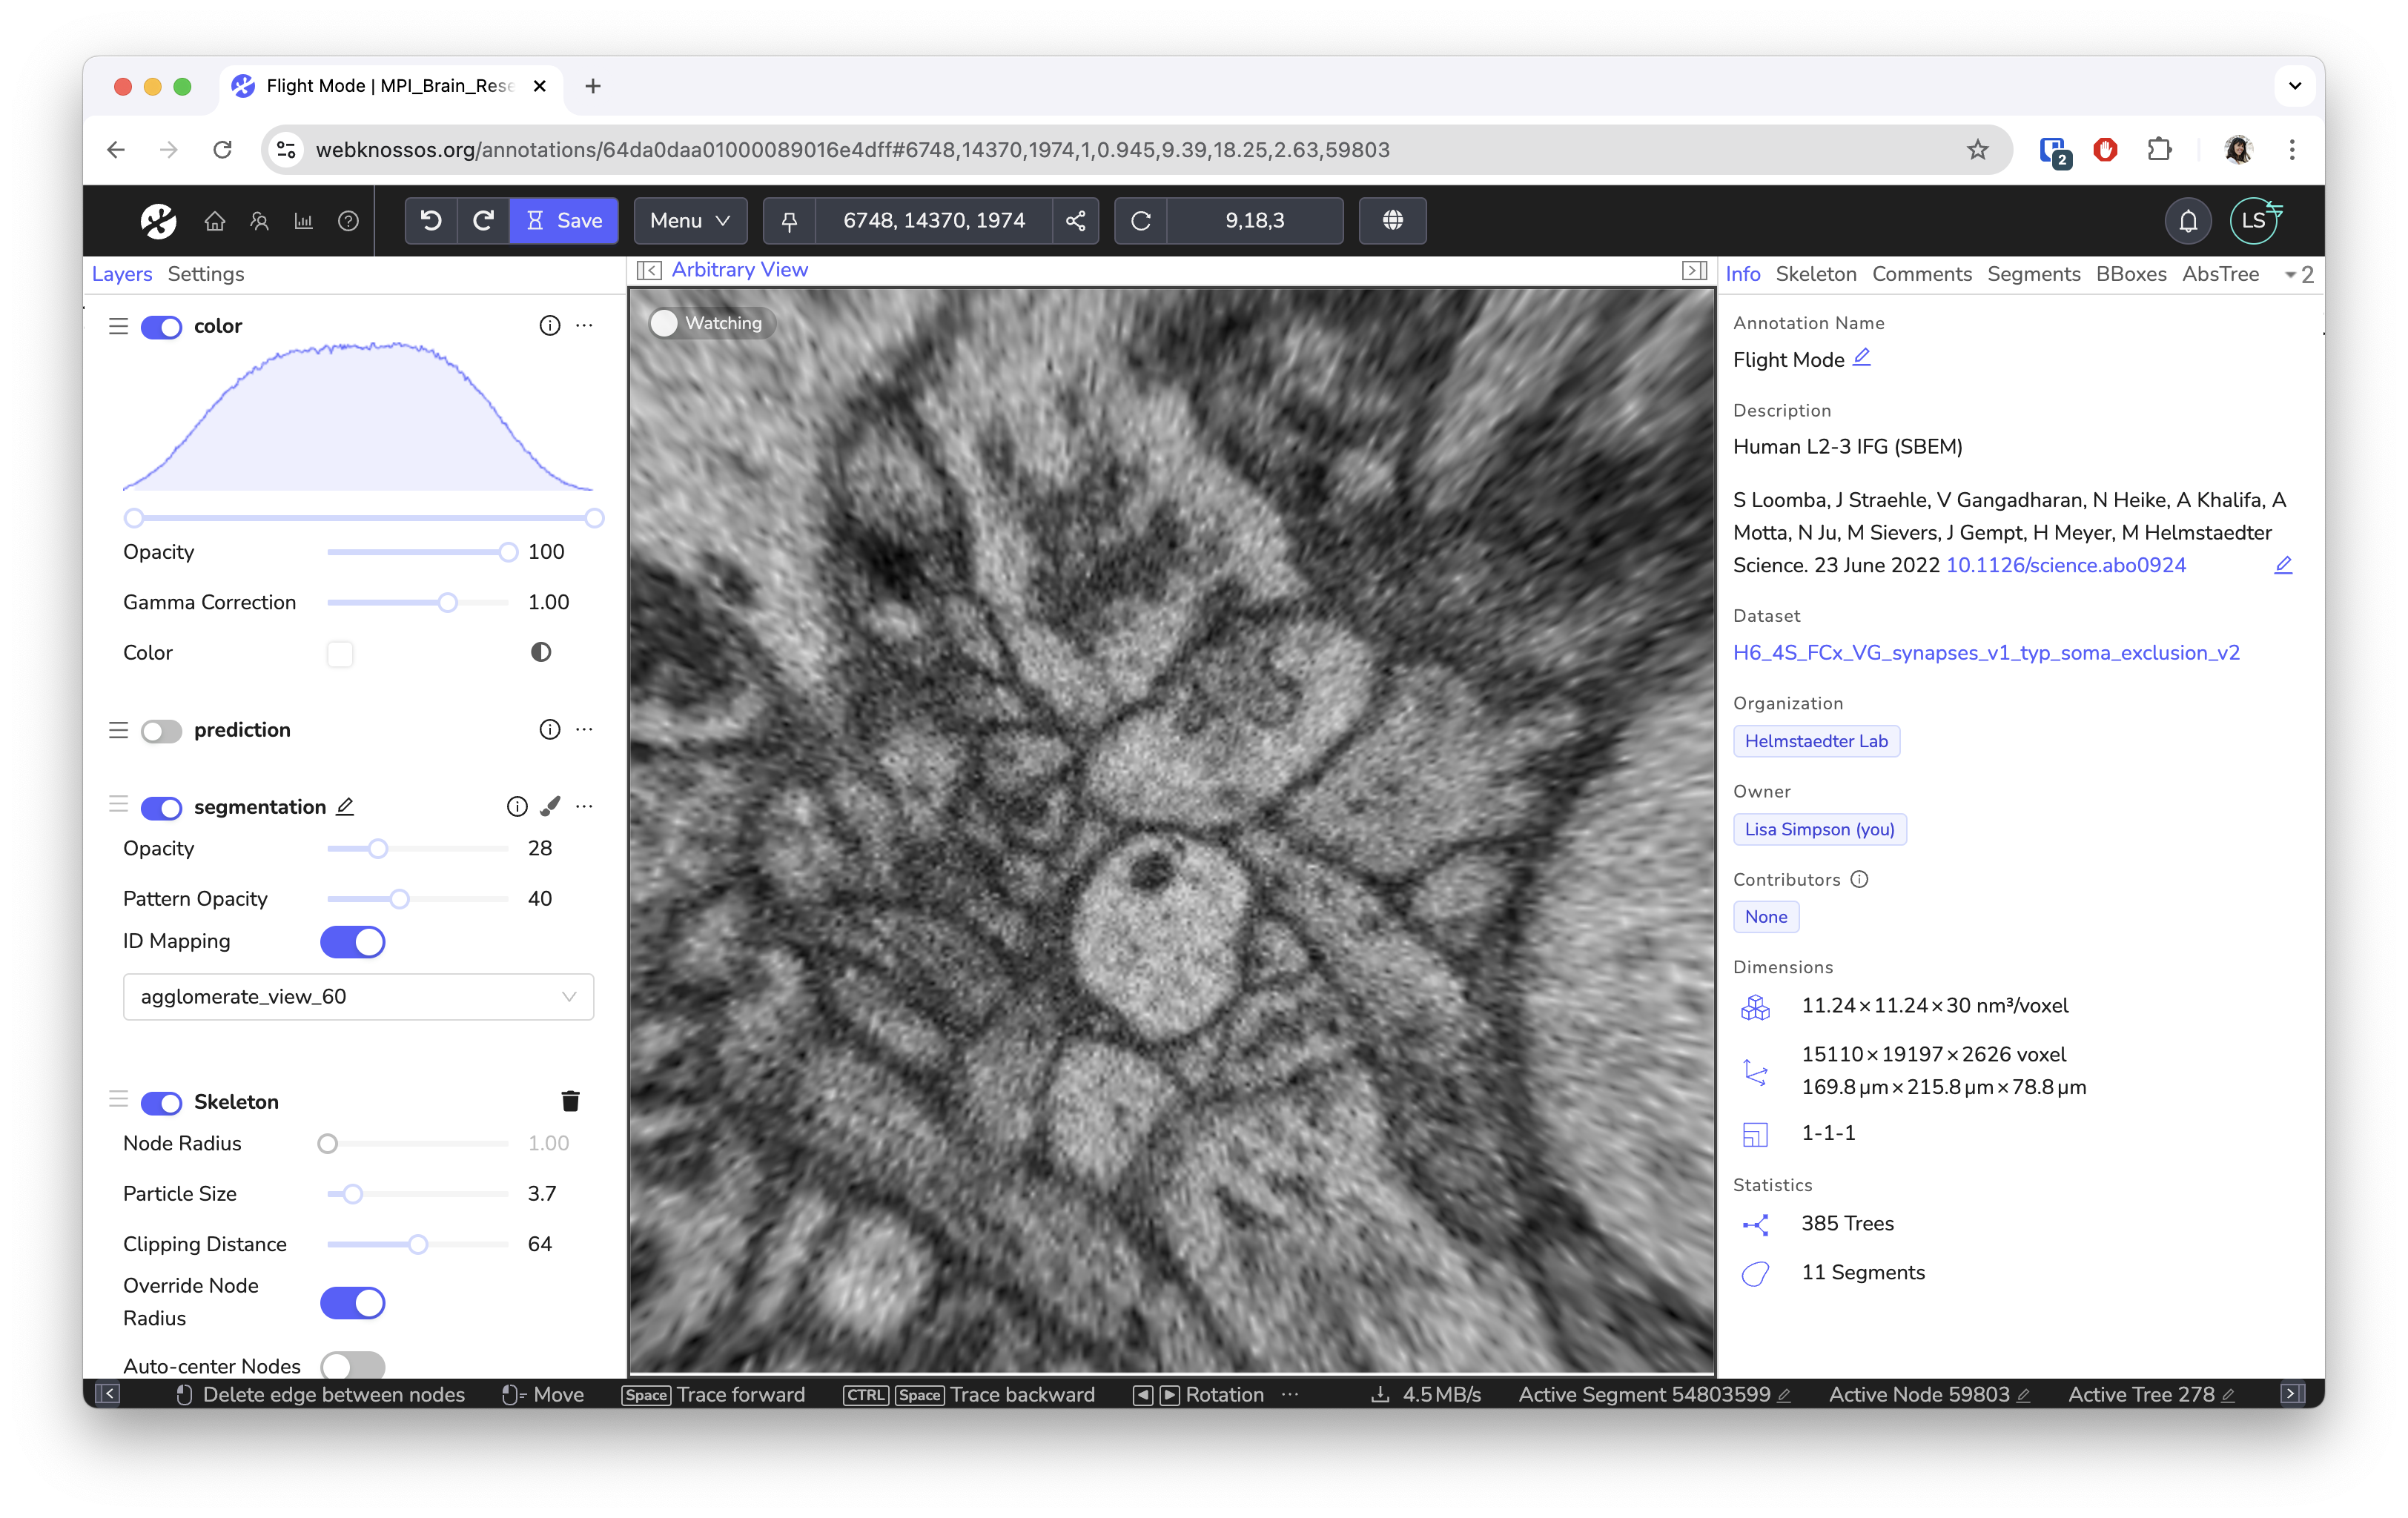 Flight Mode | MPI_Brain_Rese
webknossos.org/annotations/64da0daa01000089016e4dff#6748,14370,1974,1,0.945,9.39,18.25,2.63,59803
2
Save
Menu
6748, 14370, 1974
9,18,3
LS
Layers
Settings
color
Opacity
100
Gamma Correction
1.00
Color
prediction
segmentation
Opacity
28
Pattern Opacity
40
ID Mapping
agglomerate_view_60
Skeleton
Node Radius
1.00
Particle Size
3.7
Clipping Distance
64
Override Node
Radius
Auto-center Nodes
Arbitrary View
Watching
Info
Skeleton
Comments
Segments
BBoxes
AbsTree
2
Annotation Name
Flight Mode
Description
Human L2-3 IFG (SBEM)
S Loomba, J Straehle, V Gangadharan, N Heike, A Khalifa, A
Motta, N Ju, M Sievers, J Gempt, H Meyer, M Helmstaedter
Science. 23 June 2022 10.1126/science.abo0924
Dataset
H6_4S_FCx_VG_synapses_v1_typ_soma_exclusion_v2
Organization
Helmstaedter Lab
Owner
Lisa Simpson (you)
Contributors
None
Dimensions
11.24×11.24×30 nm³/voxel
15110×19197×2626 voxel
169.8 µm×215.8 µm×78.8 µm
1-1-1
Statistics
385 Trees
11 Segments
Delete edge between nodes
Move
Space Trace forward
CTRL Space Trace backward
Rotation
4.5 MB/s
Active Segment 54803599
Active Node 59803
Active Tree 278